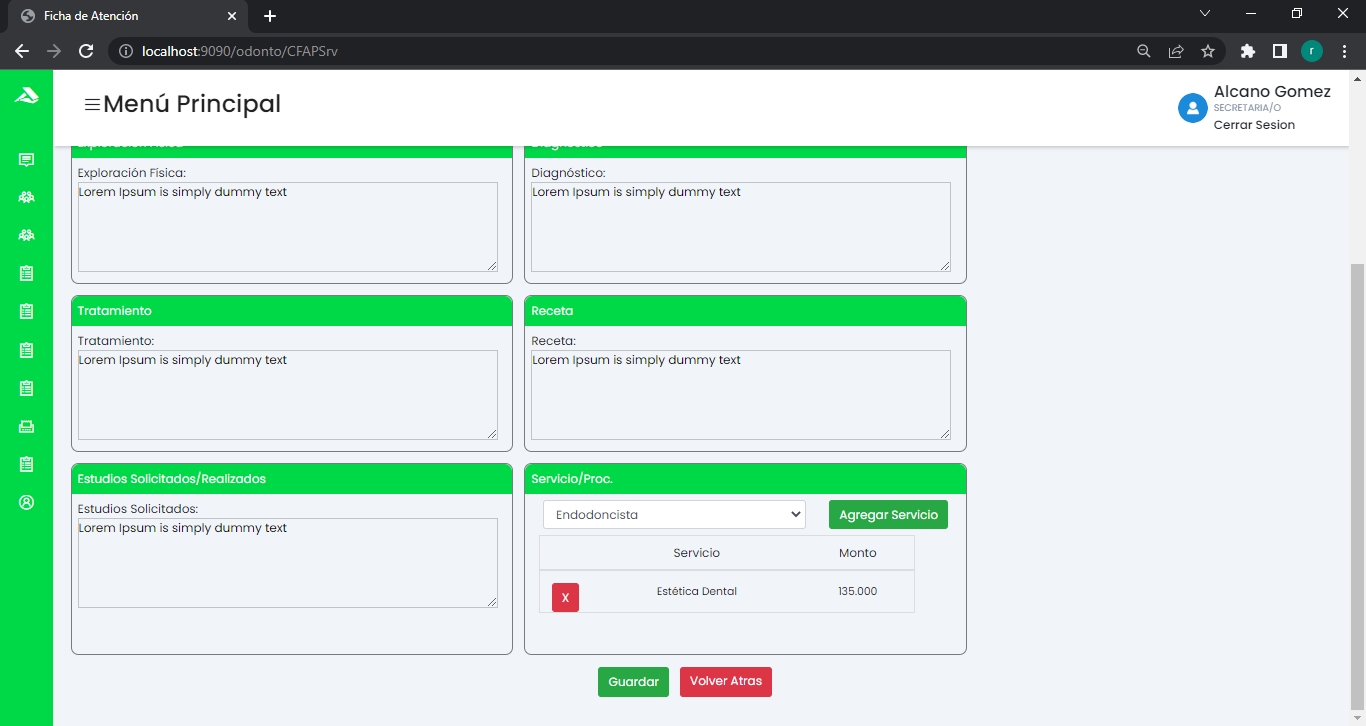 Ficha de Atención
localhost:9090/odonto/CFAPSrv
r
Menú Principal
Alcano Gomez
SECRETARIA/O
Cerrar Sesion
Exploración Física:
Lorem Ipsum is simply dummy text
Diagnóstico:
Lorem Ipsum is simply dummy text
Tratamiento
Tratamiento:
Lorem Ipsum is simply dummy text
Receta
Receta:
Lorem Ipsum is simply dummy text
Estudios Solicitados/Realizados
Estudios Solicitados:
Lorem Ipsum is simply dummy text
Servicio/Proc.
Endodoncista
Agregar Servicio
Servicio Monto
X Estética Dental 135.000
Guardar
Volver Atras